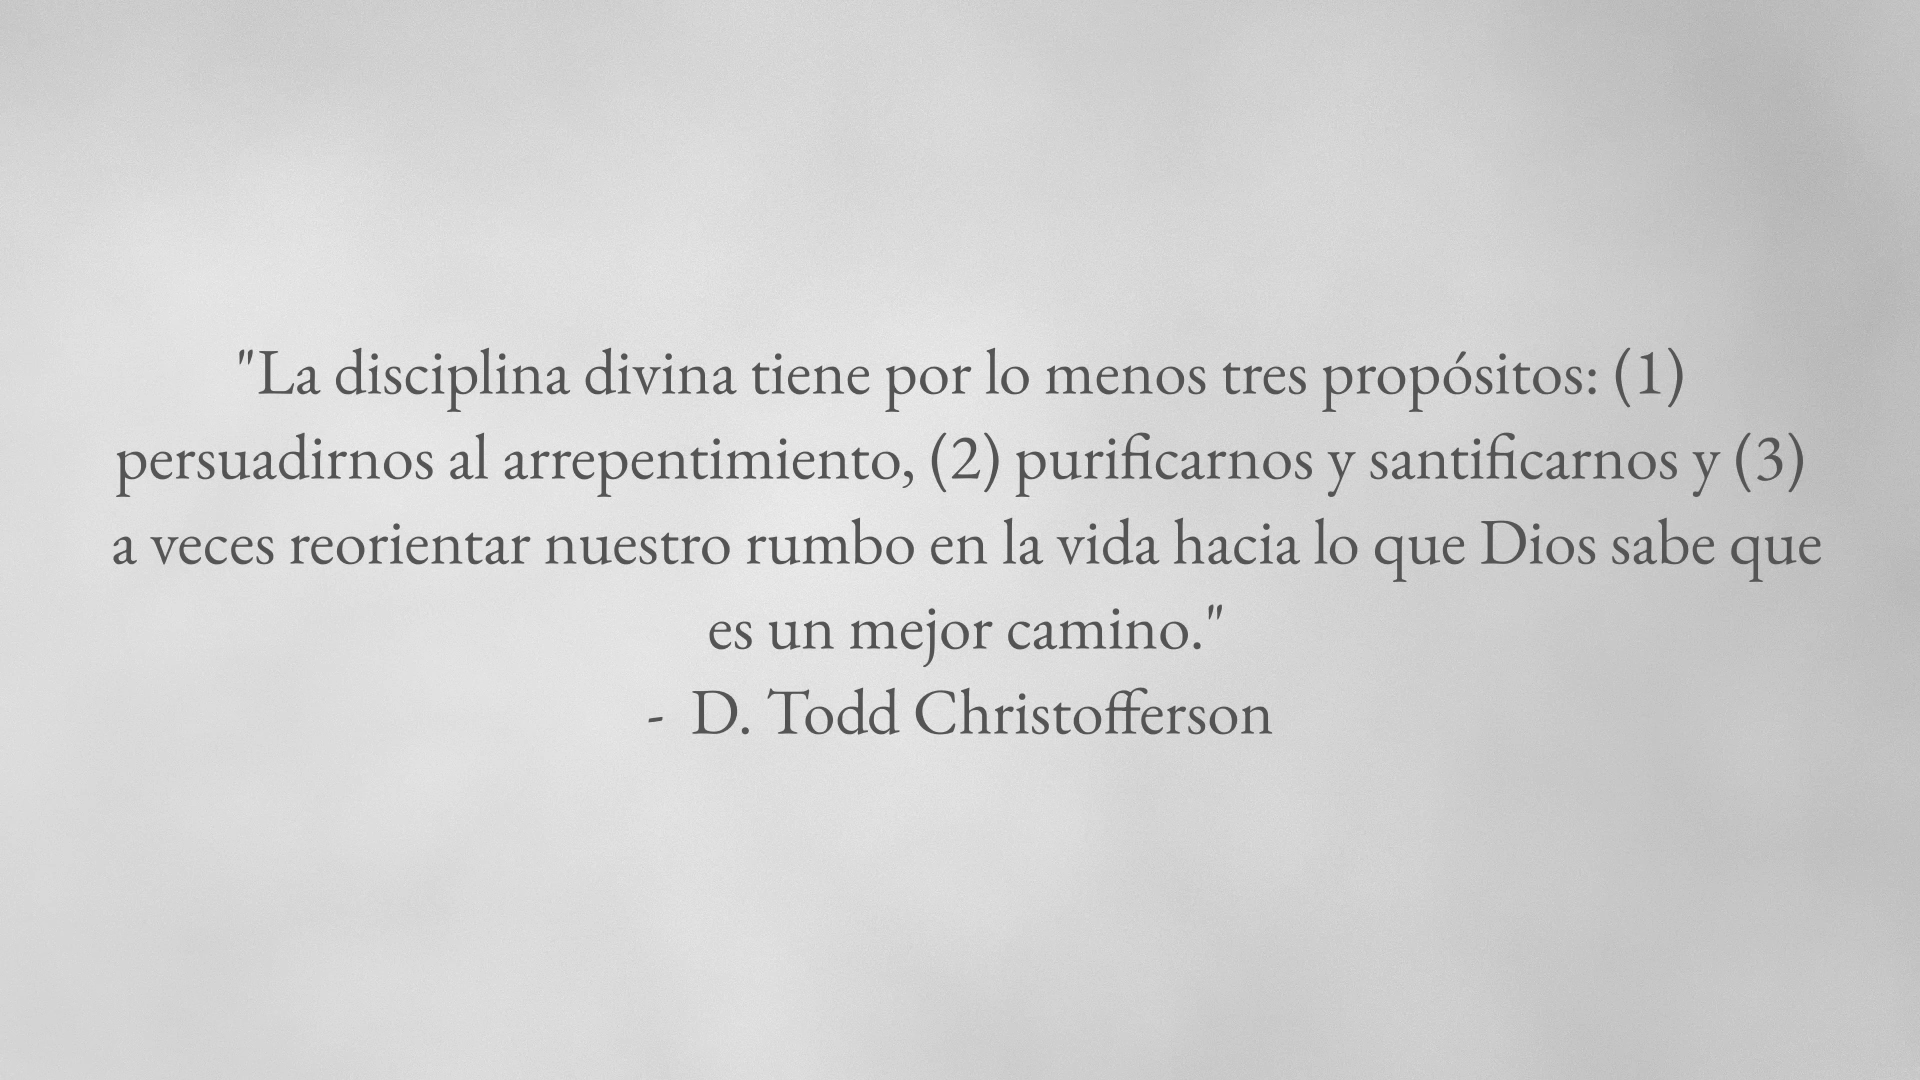 "La disciplina divina tiene por lo menos tres propósitos: (1)
persuadirnos al arrepentimiento, (2) purificarnos y santificarnos y (3)
a veces reorientar nuestro rumbo en la vida hacia lo que Dios sabe que
es un mejor camino."
- D. Todd Christofferson